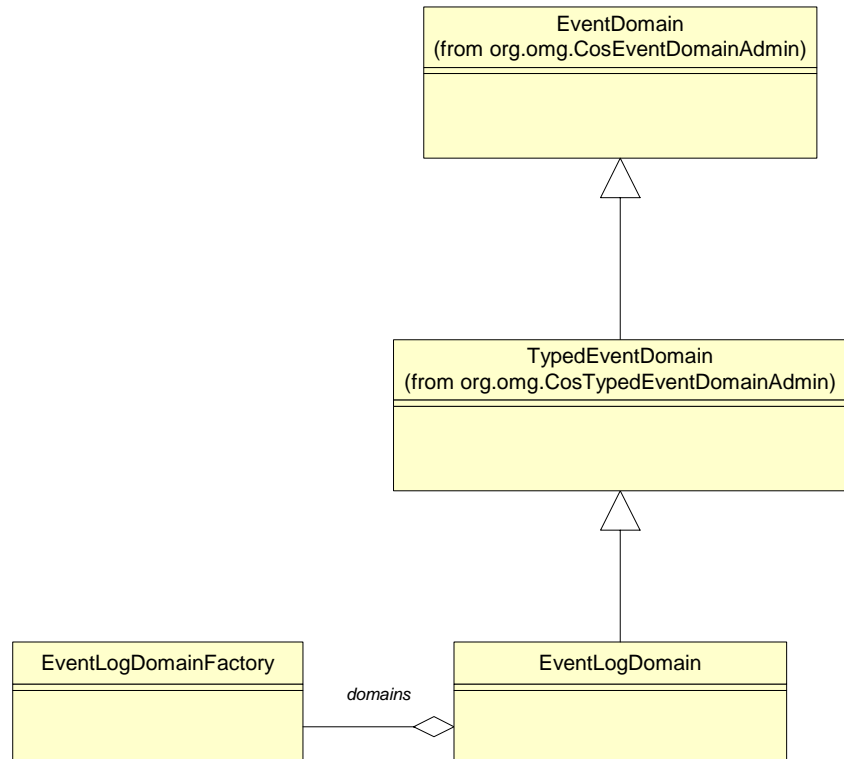 EventDomain
(from org.omg.CosEventDomainAdmin)
TypedEventDomain
(from org.omg.CosTypedEventDomainAdmin)
EventLogDomainFactory
domains
EventLogDomain